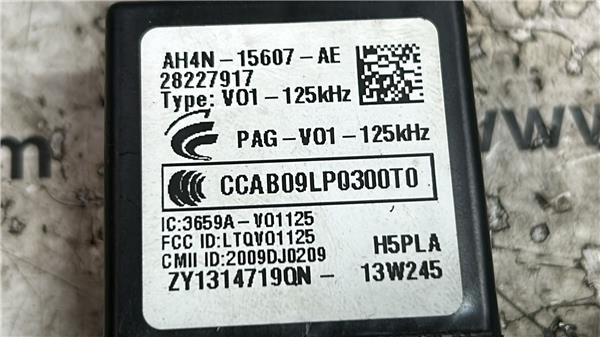 AH4N-15607-AE
28227917
Type: V01-125kHz
PAG-V01-125kHz
CCAB09LP0300T0
IC:3659A-V01125
FCC ID:LTQV01125
CMII ID:2009DJ0209
H5PLA
ZY1314719QN- 13W245